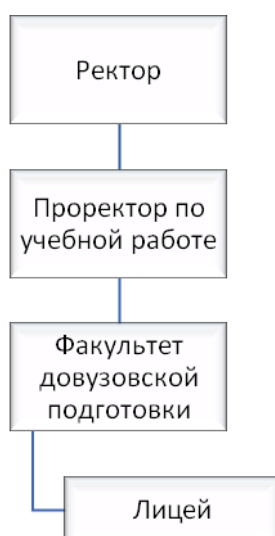 Ректор
Проректор по
учебной работе
Факультет
довузовской
подготовки
Лицей